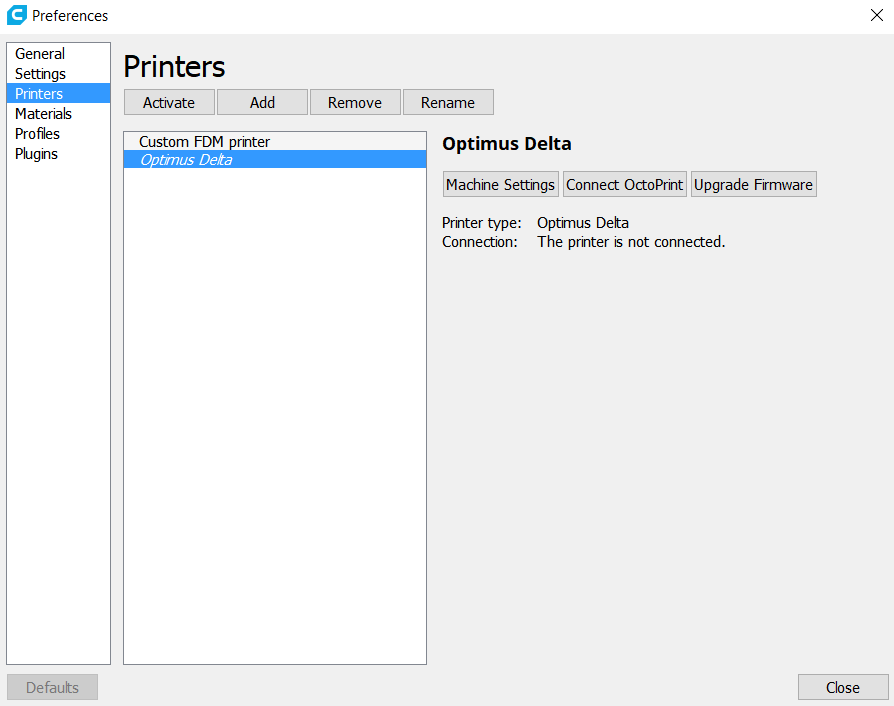 Preferences
General
Settings
Printers
Materials
Profiles
Plugins
Printers
Activate Add Remove Rename
Custom FDM printer
Optimus Delta
Optimus Delta
Machine Settings Connect OctoPrint Upgrade Firmware
Printer type: Optimus Delta
Connection: The printer is not connected.
Defaults
Close